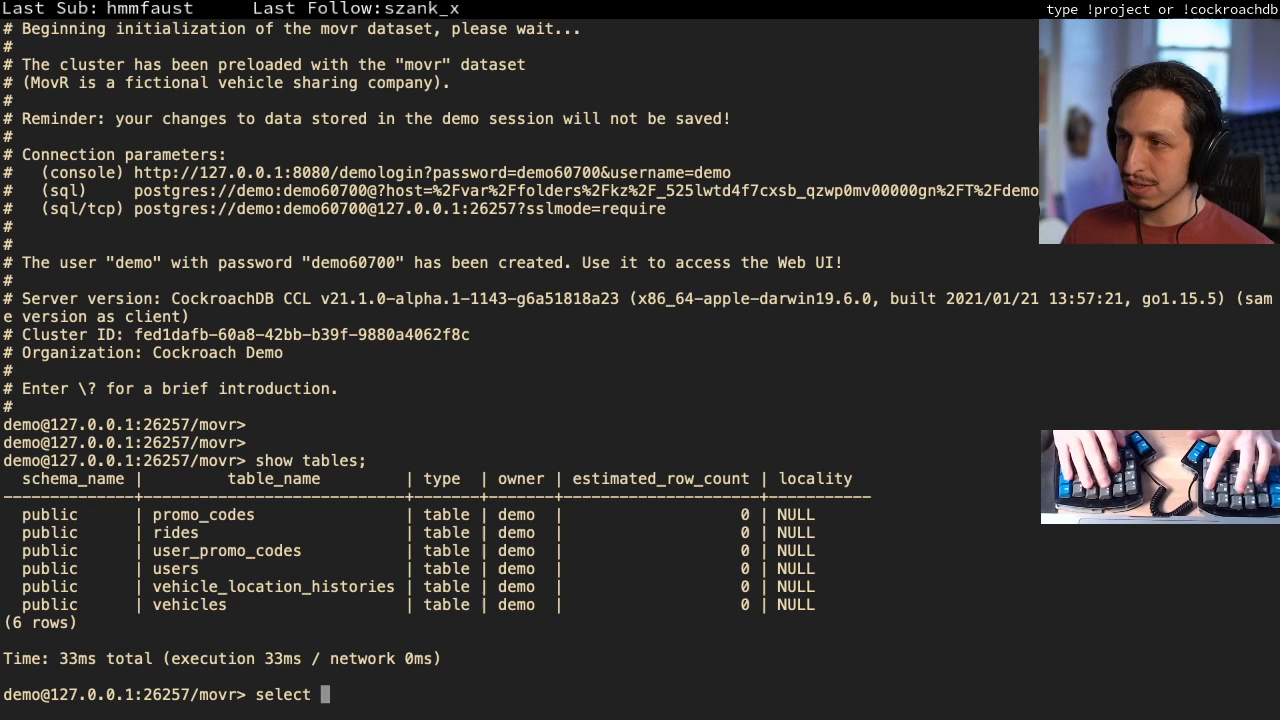 Last Sub: hmmfaust Last Follow:szank_x type !project or !cockroachdb
# Beginning initialization of the movr dataset, please wait...
#
# The cluster has been preloaded with the "movr" dataset
# (MovR is a fictional vehicle sharing company).
#
# Reminder: your changes to data stored in the demo session will not be saved!
#
# Connection parameters:
#   (console) http://127.0.0.1:8080/demologin?password=demo60700&username=demo
#   (sql)     postgres://demo:demo60700@?host=%2Fvar%2Ffolders%2Fkz%2F_525lwtd4f7cxsb_qzwp0mv00000gn%2FT%2Fdemo
#   (sql/tcp) postgres://demo:demo60700@127.0.0.1:26257?sslmode=require
#
#
# The user "demo" with password "demo60700" has been created. Use it to access the Web UI!
#
# Server version: CockroachDB CCL v21.1.0-alpha.1-1143-g6a51818a23 (x86_64-apple-darwin19.6.0, built 2021/01/21 13:57:21, go1.15.5) (sam
e version as client)
# Cluster ID: fed1dafb-60a8-42bb-b39f-9880a4062f8c
# Organization: Cockroach Demo
#
# Enter \? for a brief introduction.
#
demo@127.0.0.1:26257/movr>
demo@127.0.0.1:26257/movr>
demo@127.0.0.1:26257/movr> show tables;
  schema_name |         table_name         | type  | owner | estimated_row_count | locality
--------------+----------------------------+-------+-------+---------------------+-----------
  public      | promo_codes                | table | demo  |                   0 | NULL
  public      | rides                      | table | demo  |                   0 | NULL
  public      | user_promo_codes           | table | demo  |                   0 | NULL
  public      | users                      | table | demo  |                   0 | NULL
  public      | vehicle_location_histories | table | demo  |                   0 | NULL
  public      | vehicles                   | table | demo  |                   0 | NULL
(6 rows)
Time: 33ms total (execution 33ms / network 0ms)
demo@127.0.0.1:26257/movr> select